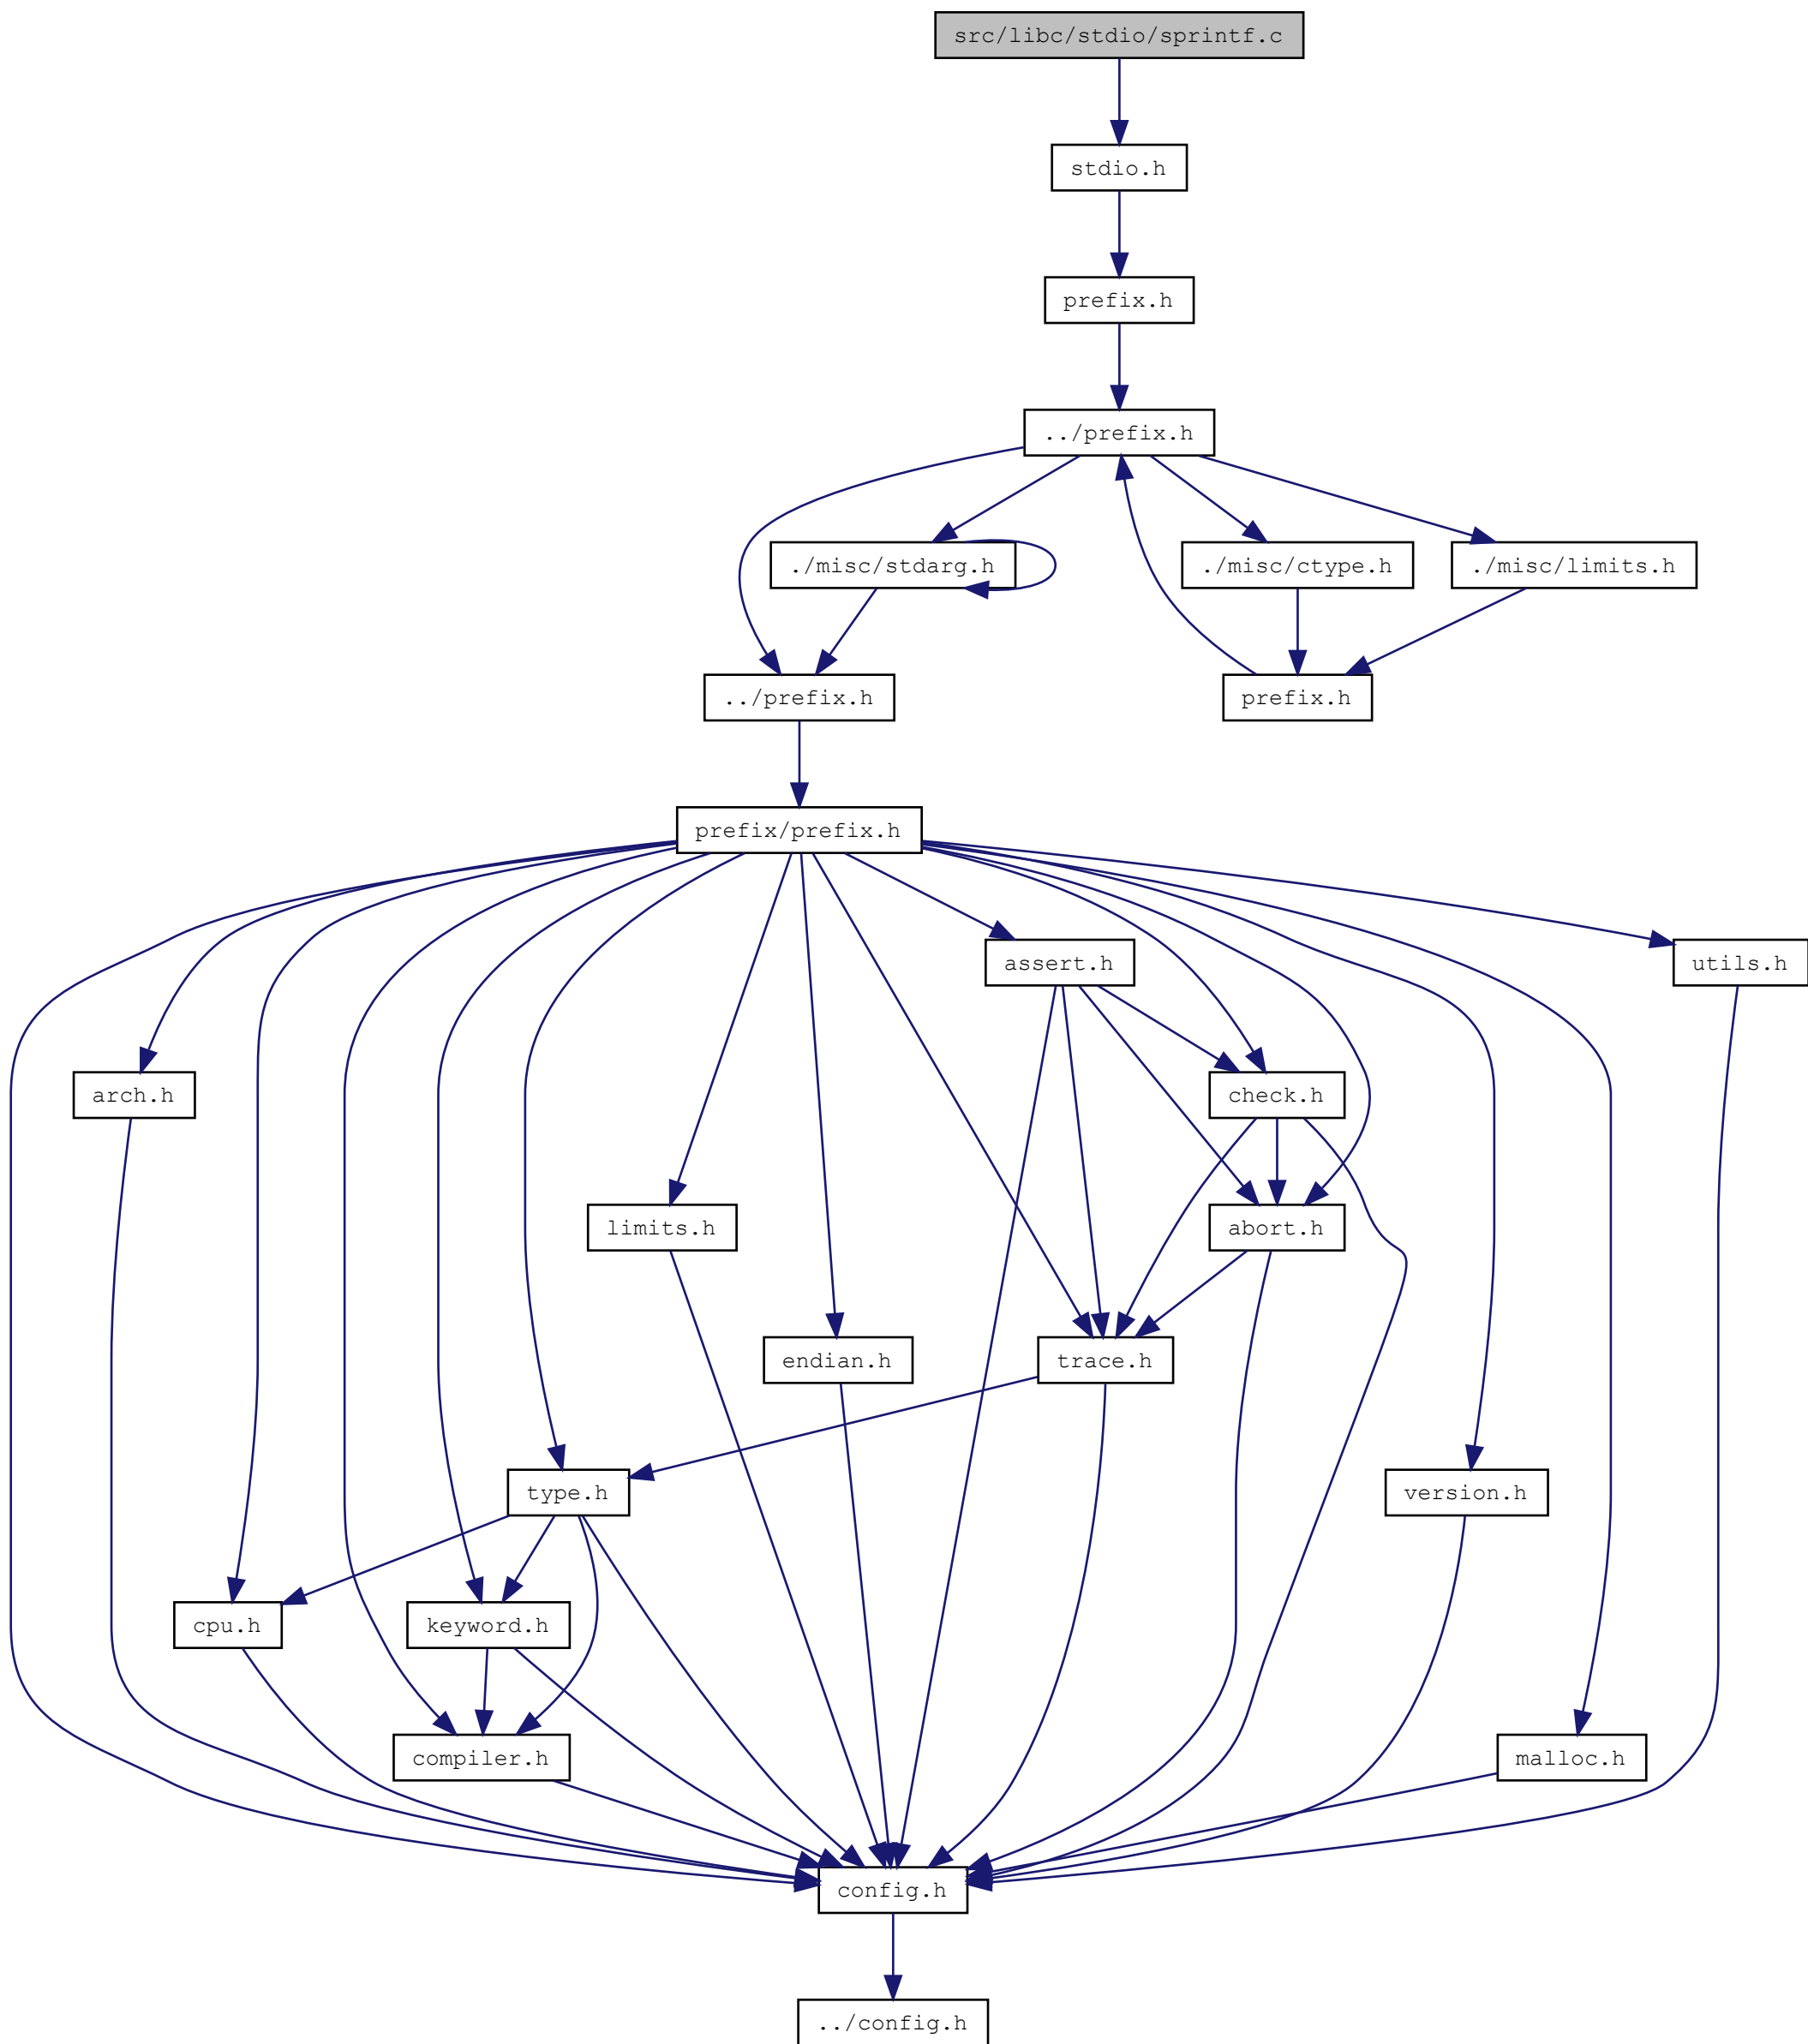 src/libc/stdio/sprintf.c
stdio.h
prefix.h
../prefix.h
./misc/stdarg.h
./misc/ctype.h
./misc/limits.h
../prefix.h
prefix.h
prefix/prefix.h
assert.h
utils.h
arch.h
check.h
limits.h
abort.h
endian.h
trace.h
type.h
version.h
cpu.h
keyword.h
compiler.h
malloc.h
config.h
../config.h